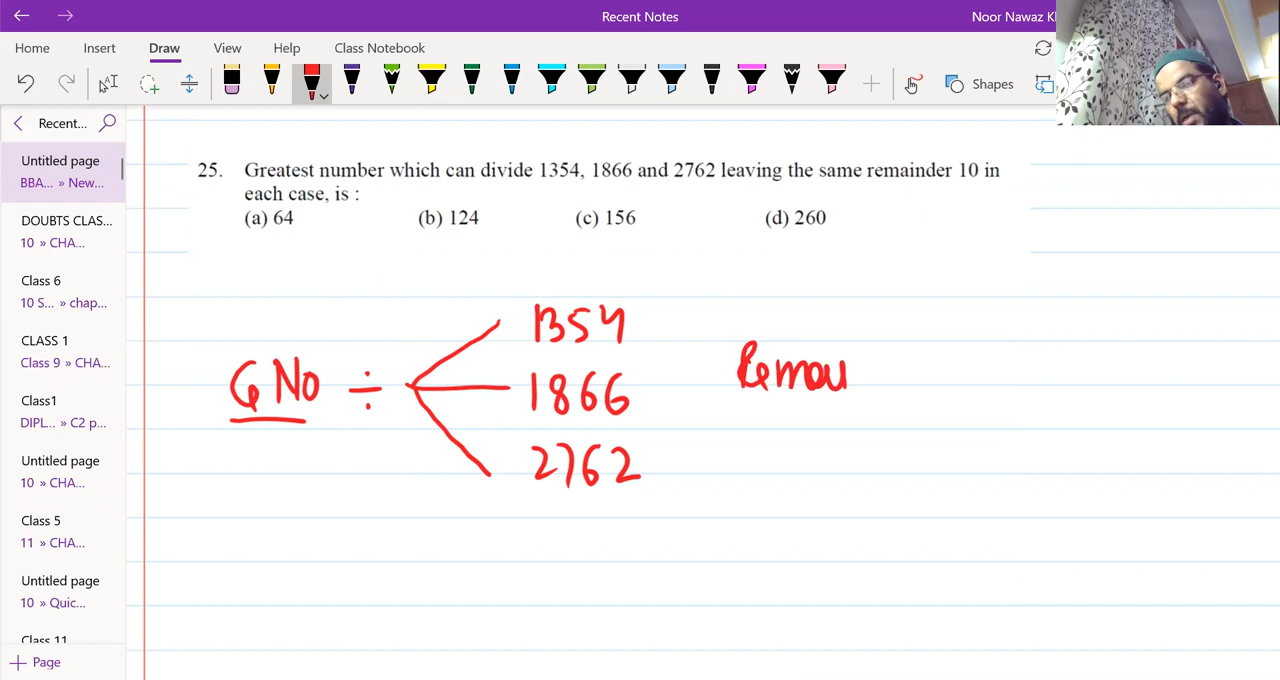 Recent Notes
Noor Nawaz Kh
Home Insert Draw View Help Class Notebook
Shapes
Recent...
Untitled page
BBA... » New...
DOUBTS CLAS...
10 » CHA...
Class 6
10 S... » chap...
CLASS 1
Class 9 » CHA...
Class1
DIPL... » C2 p...
Untitled page
10 » CHA...
Class 5
11 » CHA...
Untitled page
10 » Quic...
Class 11
Page
25. Greatest number which can divide 1354, 1866 and 2762 leaving the same remainder 10 in
each case, is :
(a) 64 (b) 124 (c) 156 (d) 260
1354
G No ÷ 1866
2762